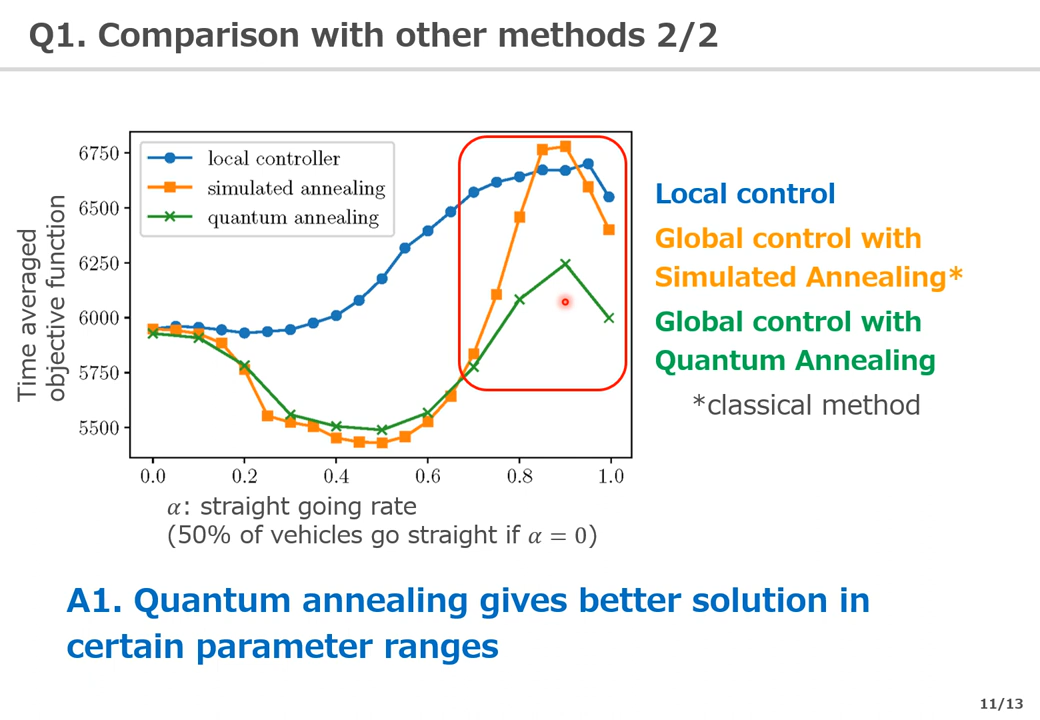 Q1. Comparison with other methods 2/2
Time averaged
objective function
6750
6500
6250
6000
5750
5500
local controller
simulated annealing
quantum annealing
0.0 0.2 0.4 0.6 0.8 1.0
α: straight going rate
(50% of vehicles go straight if α = 0)
Local control
Global control with
Simulated Annealing*
Global control with
Quantum Annealing
*classical method
A1. Quantum annealing gives better solution in
certain parameter ranges
11/13